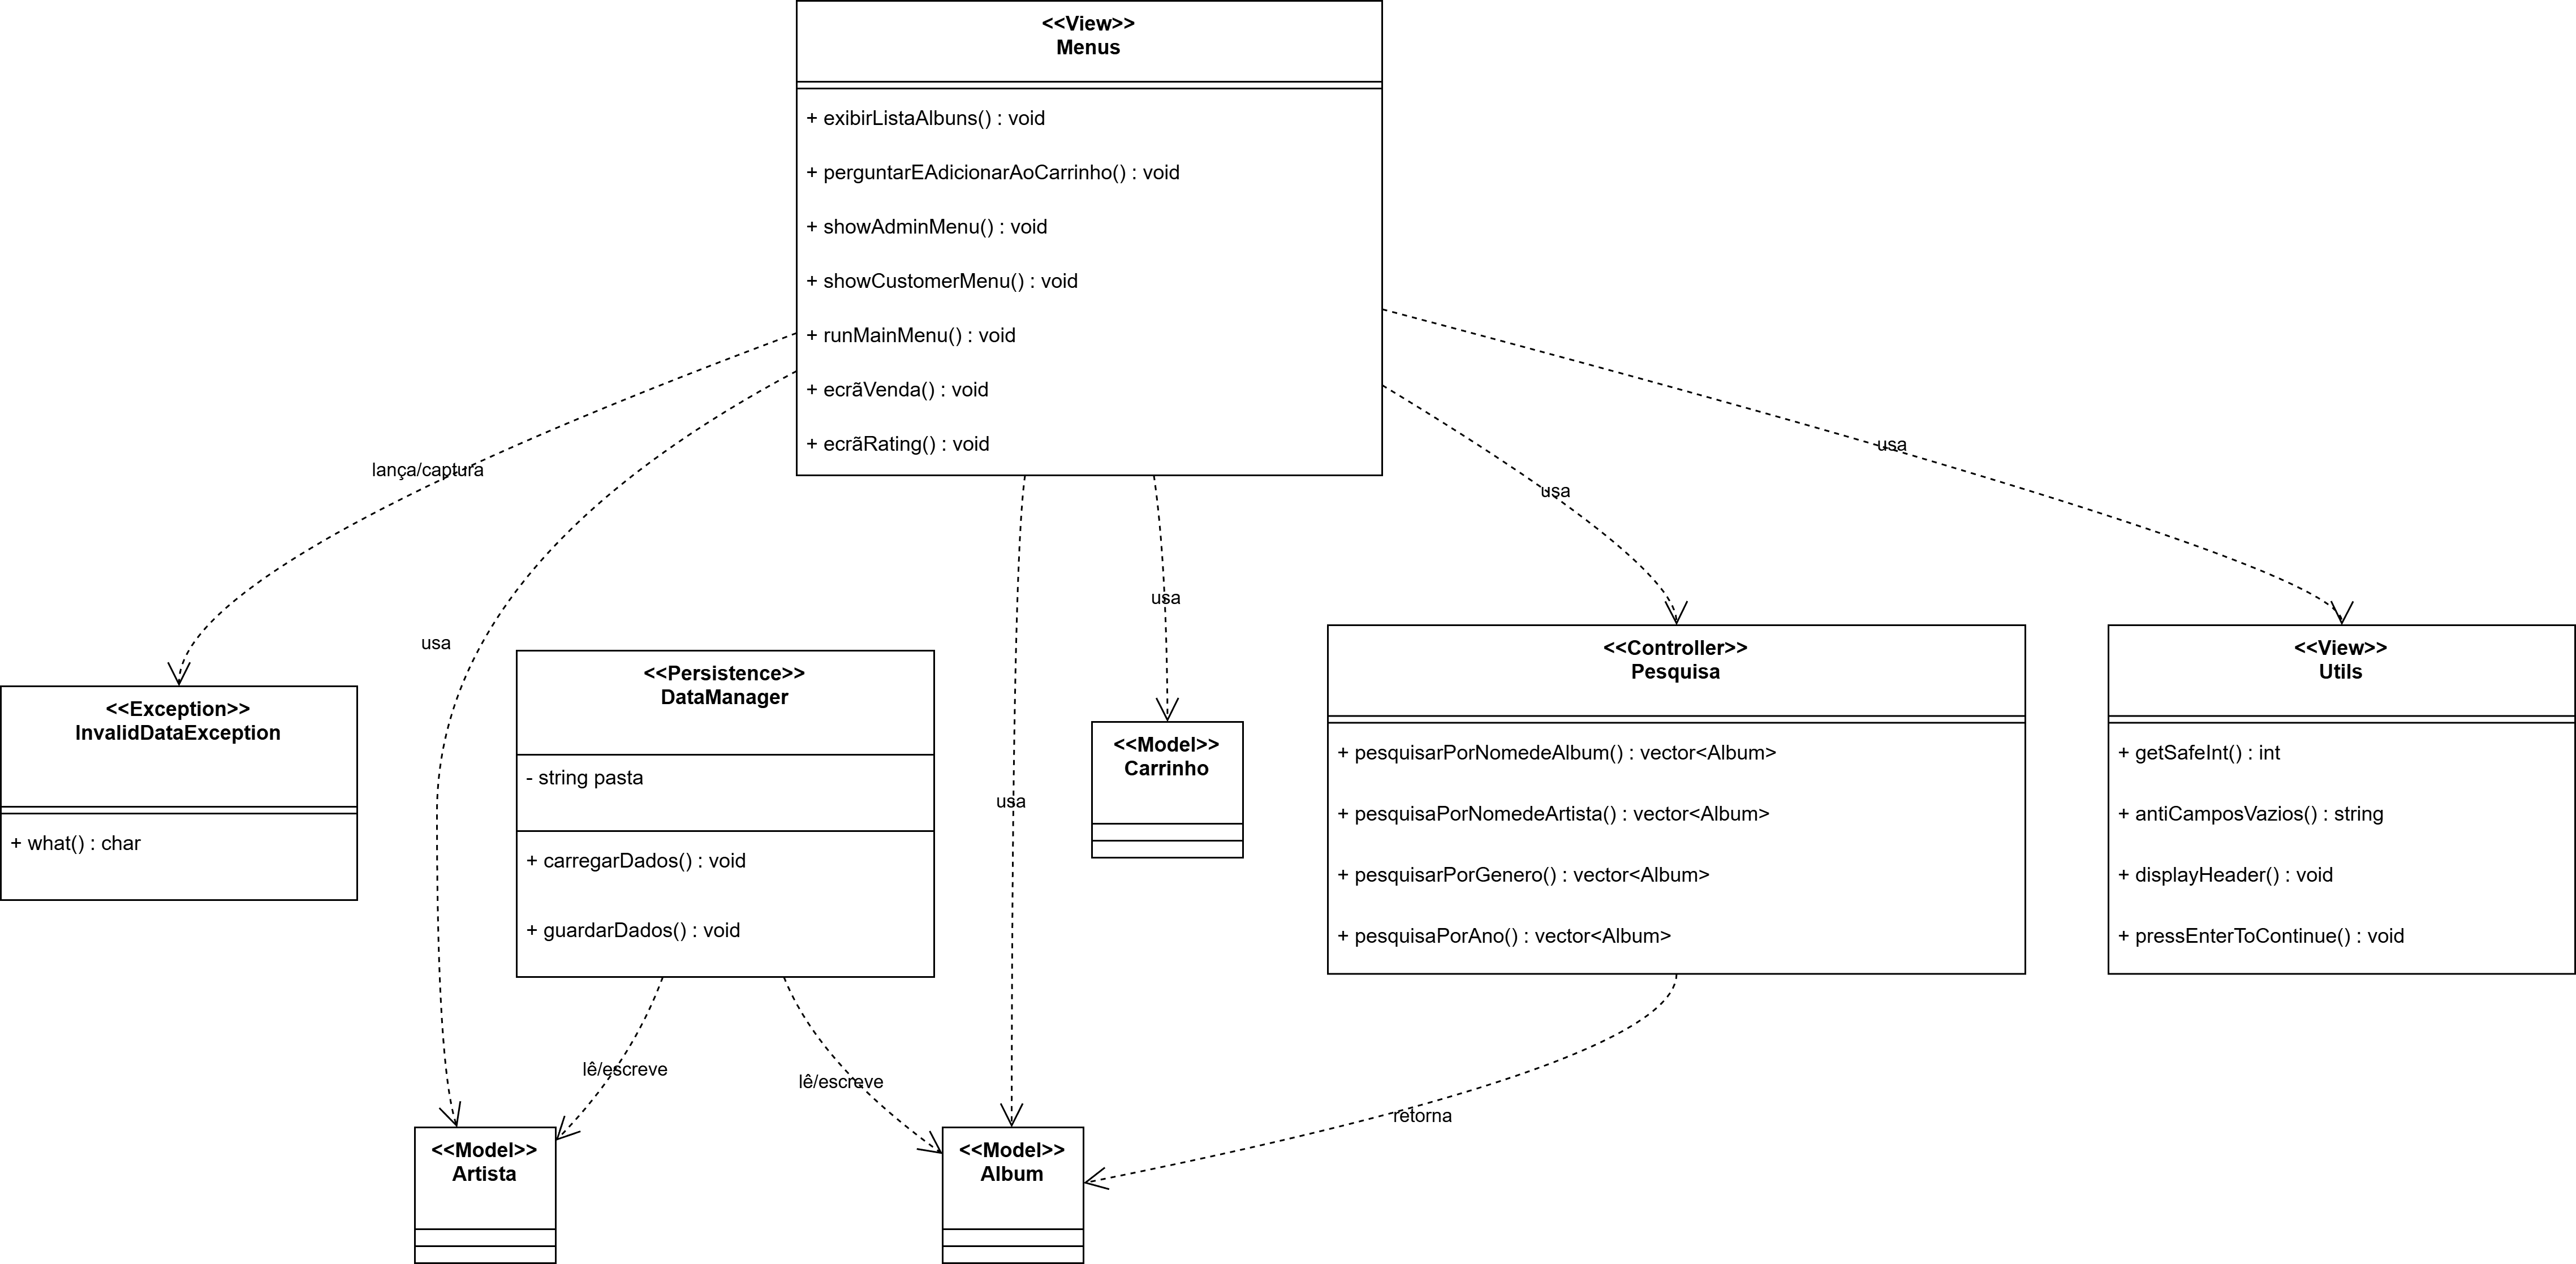 <<View>>
Menus
+ exibirListaAlbuns() : void
+ perguntarEAdicionarAoCarrinho() : void
+ showAdminMenu() : void
+ showCustomerMenu() : void
+ runMainMenu() : void
+ ecrãVenda() : void
+ ecrãRating() : void
lança/captura
usa
usa
usa
usa
usa
<<Exception>>
InvalidDataException
+ what() : char
<<Persistence>>
DataManager
- string pasta
+ carregarDados() : void
+ guardarDados() : void
<<Model>>
Carrinho
<<Controller>>
Pesquisa
+ pesquisarPorNomedeAlbum() : vector<Album>
+ pesquisaPorNomedeArtista() : vector<Album>
+ pesquisarPorGenero() : vector<Album>
+ pesquisaPorAno() : vector<Album>
<<View>>
Utils
+ getSafeInt() : int
+ antiCamposVazios() : string
+ displayHeader() : void
+ pressEnterToContinue() : void
lê/escreve
lê/escreve
retorna
<<Model>>
Artista
<<Model>>
Album